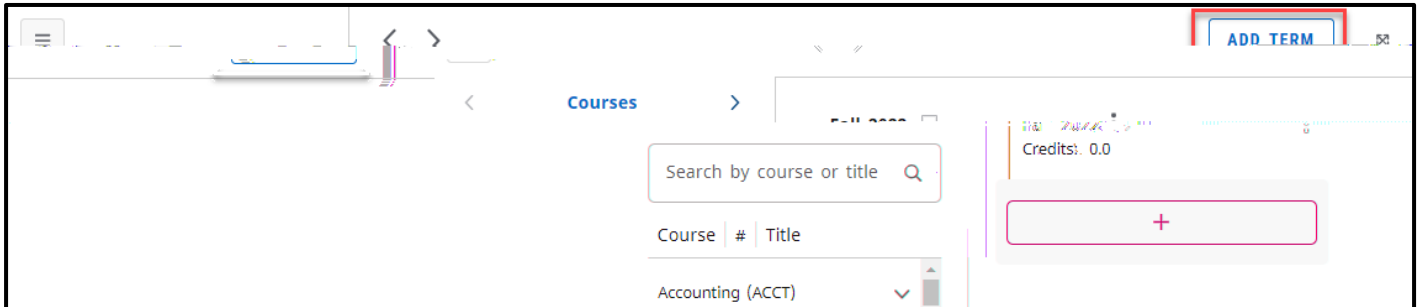 ADD TERM
Courses
Credits: 0.0
Search by course or title
+
Course # Title
Accounting (ACCT)